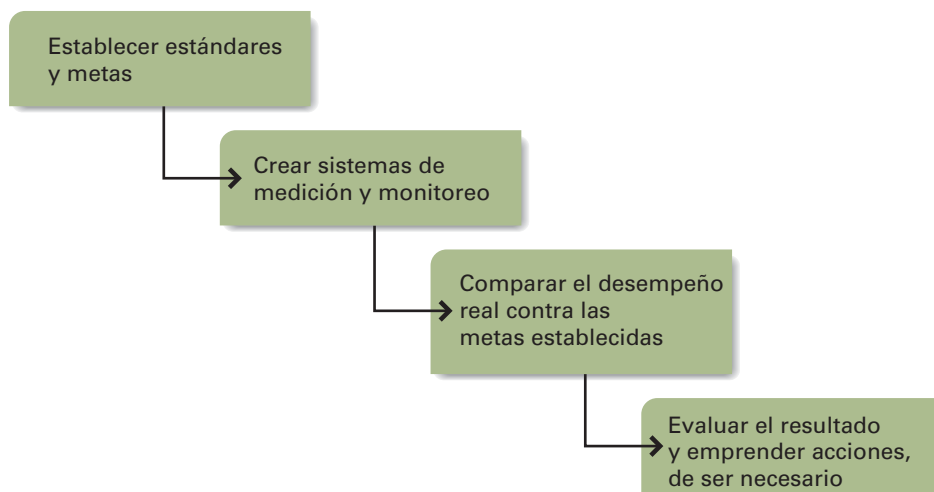 Establecer estándares
y metas
Crear sistemas de
medición y monitoreo
Comparar el desempeño
real contra las
metas establecidas
Evaluar el resultado
y emprender acciones,
de ser necesario